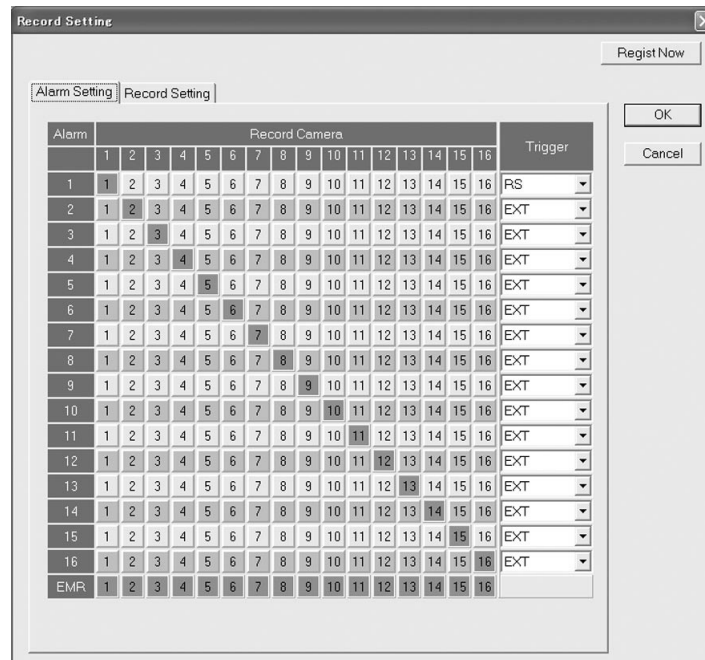 Record Setting
Regist Now
Alarm Setting Record Setting
OK
Cancel
Alarm Record Camera Trigger
1 2 3 4 5 6 7 8 9 10 11 12 13 14 15 16
1 1 2 3 4 5 6 7 8 9 10 11 12 13 14 15 16 RS
2 1 2 3 4 5 6 7 8 9 10 11 12 13 14 15 16 EXT
3 1 2 3 4 5 6 7 8 9 10 11 12 13 14 15 16 EXT
4 1 2 3 4 5 6 7 8 9 10 11 12 13 14 15 16 EXT
5 1 2 3 4 5 6 7 8 9 10 11 12 13 14 15 16 EXT
6 1 2 3 4 5 6 7 8 9 10 11 12 13 14 15 16 EXT
7 1 2 3 4 5 6 7 8 9 10 11 12 13 14 15 16 EXT
8 1 2 3 4 5 6 7 8 9 10 11 12 13 14 15 16 EXT
9 1 2 3 4 5 6 7 8 9 10 11 12 13 14 15 16 EXT
10 1 2 3 4 5 6 7 8 9 10 11 12 13 14 15 16 EXT
11 1 2 3 4 5 6 7 8 9 10 11 12 13 14 15 16 EXT
12 1 2 3 4 5 6 7 8 9 10 11 12 13 14 15 16 EXT
13 1 2 3 4 5 6 7 8 9 10 11 12 13 14 15 16 EXT
14 1 2 3 4 5 6 7 8 9 10 11 12 13 14 15 16 EXT
15 1 2 3 4 5 6 7 8 9 10 11 12 13 14 15 16 EXT
16 1 2 3 4 5 6 7 8 9 10 11 12 13 14 15 16 EXT
EMR 1 2 3 4 5 6 7 8 9 10 11 12 13 14 15 16